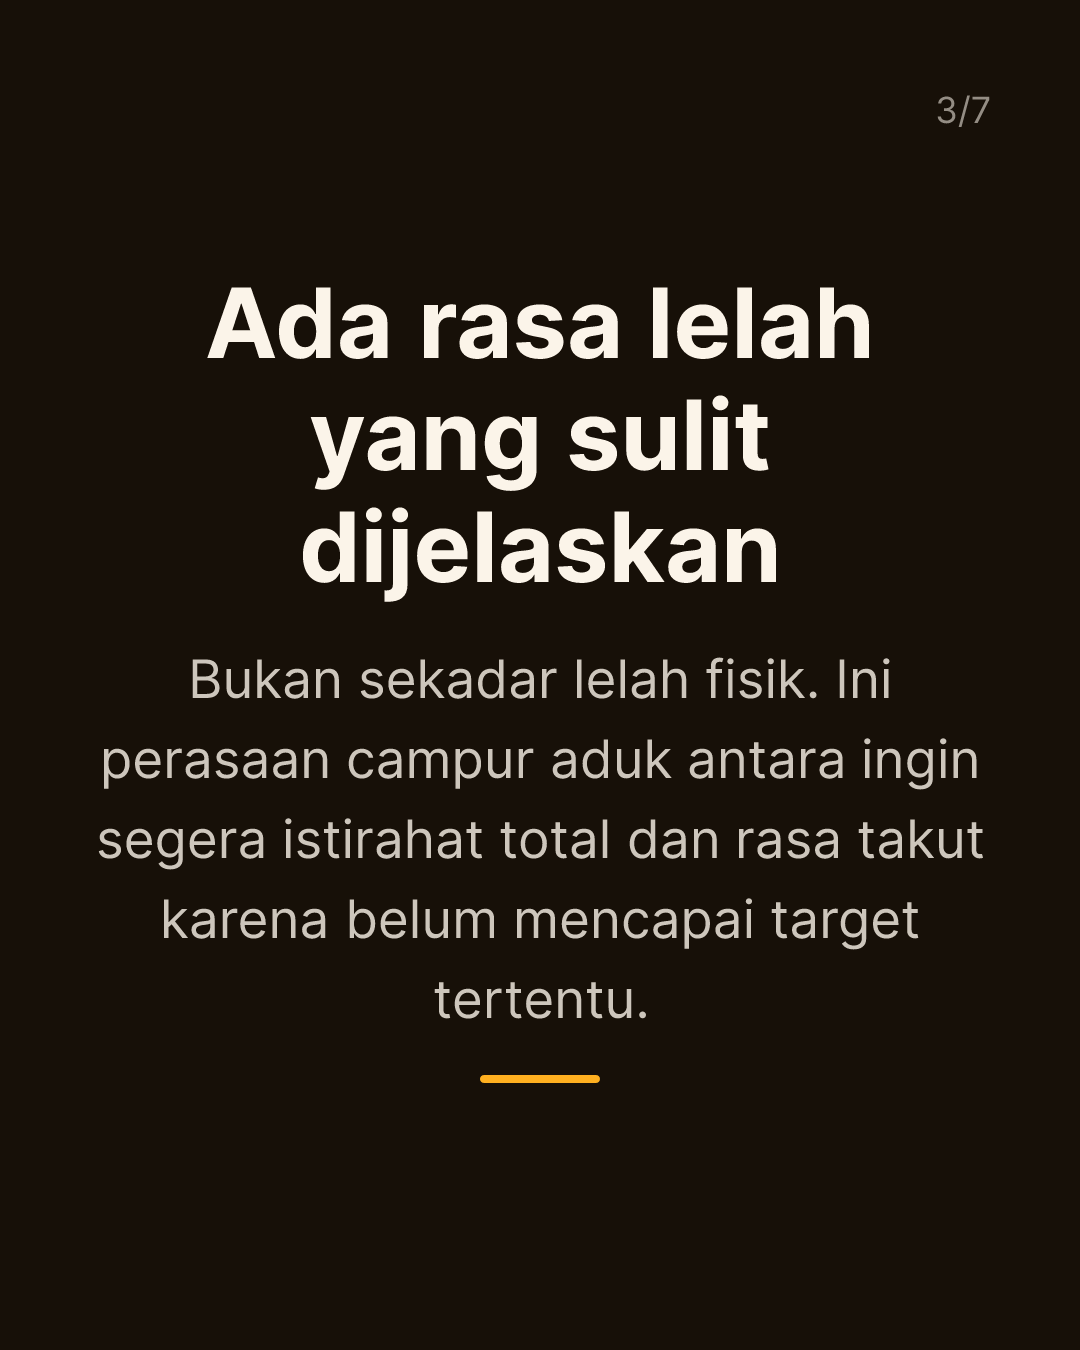 3/7
Ada rasa lelah
yang sulit
dijelaskan
Bukan sekadar lelah fisik. Ini
perasaan campur aduk antara ingin
segera istirahat total dan rasa takut
karena belum mencapai target
tertentu.